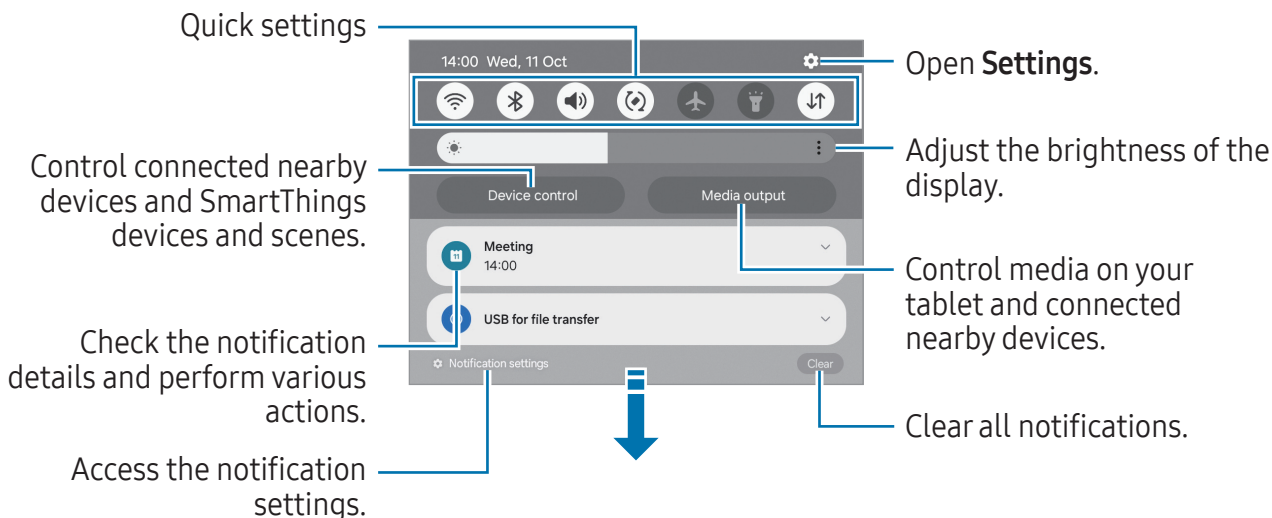 Quick settings
Open Settings.
14:00 Wed, 11 Oct
Adjust the brightness of the
display.
Control connected nearby
devices and SmartThings
devices and scenes.
Device control
Media output
Meeting
14:00
11
Control media on your
tablet and connected
nearby devices.
USB for file transfer
Check the notification
details and perform various
actions.
Notification settings
Clear
Clear all notifications.
Access the notification
settings.